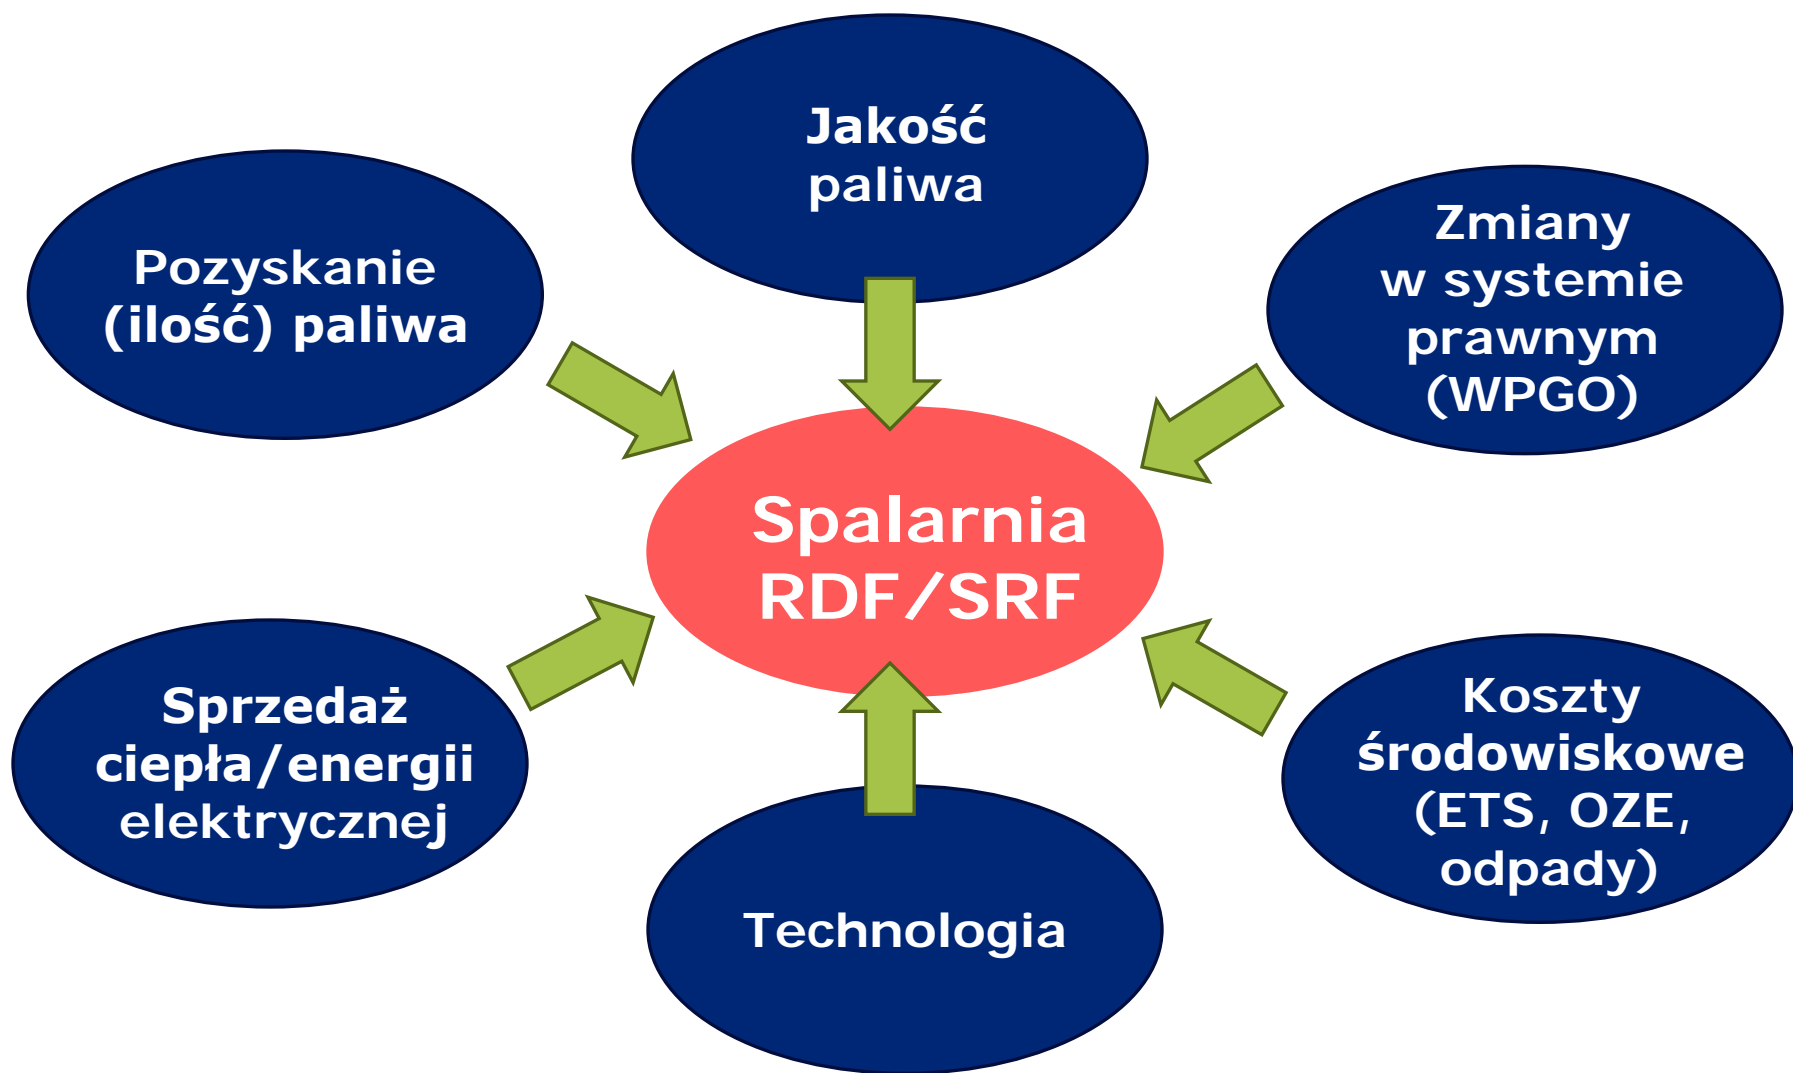 Jakość
paliwa
Pozyskanie
(ilość) paliwa
Zmiany
w systemie
prawnym
(WPGO)
Spalarnia
RDF/SRF
Sprzedaż
ciepła/energii
elektrycznej
Koszty
środowiskowe
(ETS, OZE,
odpady)
Technologia